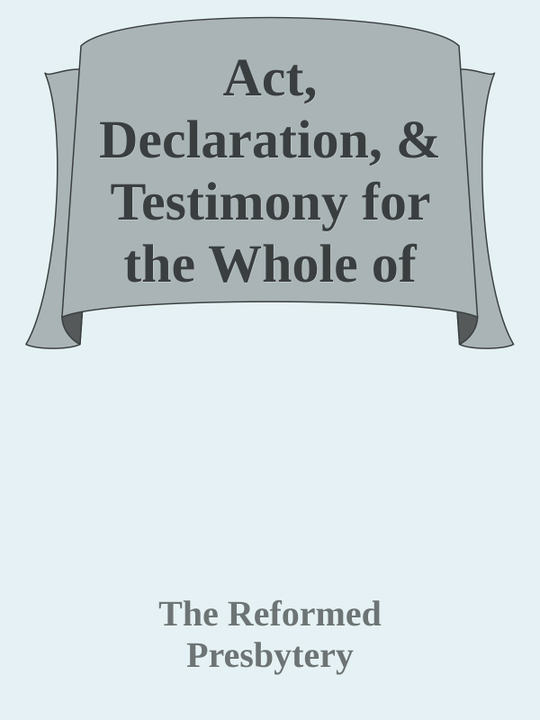 Act,
Declaration, &
Testimony for
the Whole of
The Reformed
Presbytery